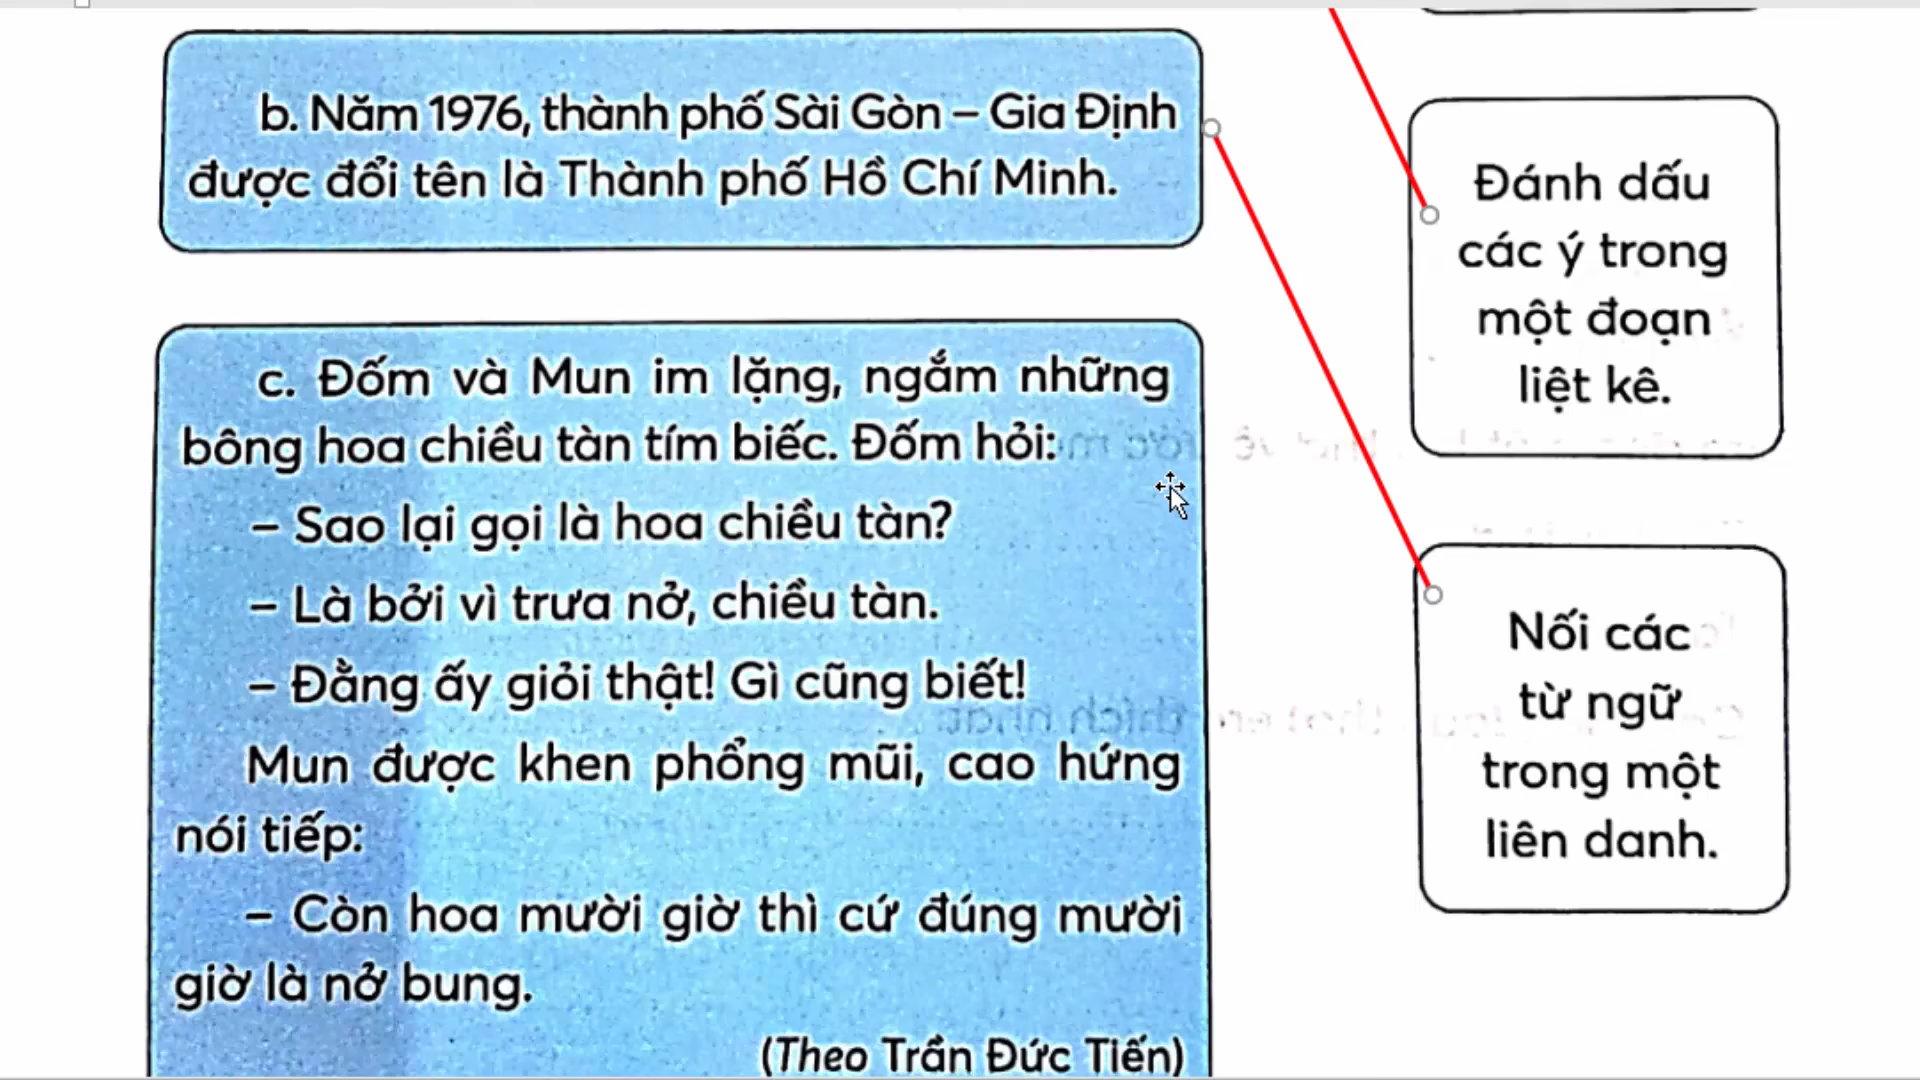 b. Năm 1976, thành phố Sài Gòn – Gia Định
được đổi tên là Thành phố Hồ Chí Minh.
c. Đốm và Mun im lặng, ngắm những
bông hoa chiều tàn tím biếc. Đốm hỏi:
– Sao lại gọi là hoa chiều tàn?
– Là bởi vì trưa nở, chiều tàn.
– Đằng ấy giỏi thật! Gì cũng biết!
Mun được khen phổng mũi, cao hứng
nói tiếp:
– Còn hoa mười giờ thì cứ đúng mười
giờ là nở bung.
(Theo Trần Đức Tiến)
Đánh dấu
các ý trong
một đoạn
liệt kê.
Nối các
từ ngữ
trong một
liên danh.